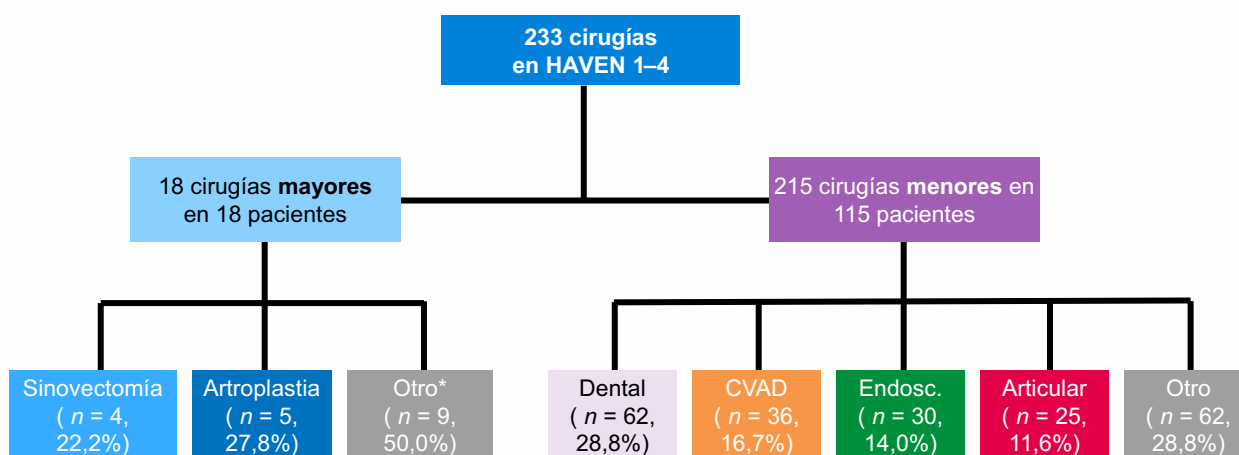 233 cirugías
en HAVEN 1–4
18 cirugías mayores
en 18 pacientes
215 cirugías menores en
115 pacientes
Sinovectomía
( n = 4,
22,2%)
Artroplastia
( n = 5,
27,8%)
Otro*
( n = 9,
50,0%)
Dental
( n = 62,
28,8%)
CVAD
( n = 36,
16,7%)
Endosc.
( n = 30,
14,0%)
Articular
( n = 25,
11,6%)
Otro
( n = 62,
28,8%)